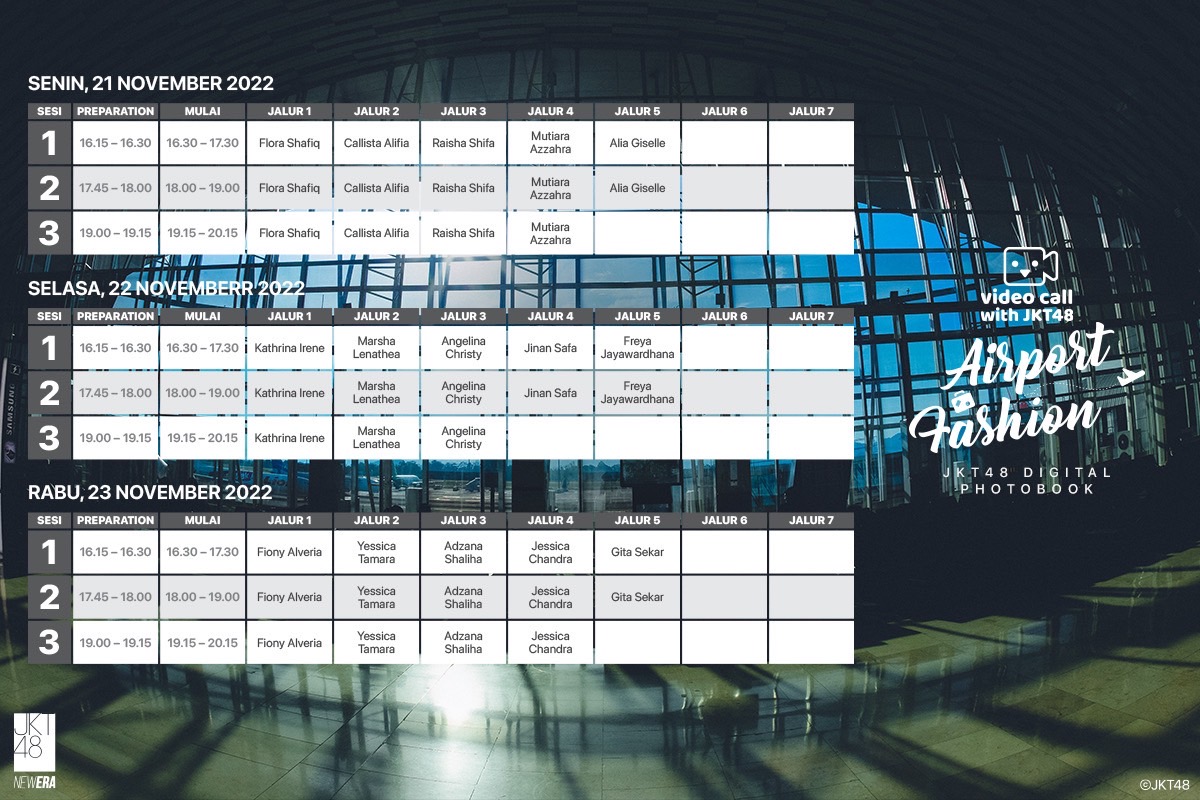 SENIN, 21 NOVEMBER 2022
SESI PREPARATION MULAI JALUR 1 JALUR 2 JALUR 3 JALUR 4 JALUR 5 JALUR 6 JALUR 7
1 16.15 – 16.30 16.30 – 17.30 Flora Shafiq Callista Alifia Raisha Shifa Mutiara Azzahra Alia Giselle
2 17.45 – 18.00 18.00 – 19.00 Flora Shafiq Callista Alifia Raisha Shifa Mutiara Azzahra Alia Giselle
3 19.00 – 19.15 19.15 – 20.15 Flora Shafiq Callista Alifia Raisha Shifa Mutiara Azzahra
SELASA, 22 NOVEMBERR 2022
SESI PREPARATION MULAI JALUR 1 JALUR 2 JALUR 3 JALUR 4 JALUR 5 JALUR 6 JALUR 7
1 16.15 – 16.30 16.30 – 17.30 Kathrina Irene Marsha Lenathea Angelina Christy Jinan Safa Freya Jayawardhana
2 17.45 – 18.00 18.00 – 19.00 Kathrina Irene Marsha Lenathea Angelina Christy Jinan Safa Freya Jayawardhana
3 19.00 – 19.15 19.15 – 20.15 Kathrina Irene Marsha Lenathea Angelina Christy
RABU, 23 NOVEMBER 2022
SESI PREPARATION MULAI JALUR 1 JALUR 2 JALUR 3 JALUR 4 JALUR 5 JALUR 6 JALUR 7
1 16.15 – 16.30 16.30 – 17.30 Fiony Alveria Yessica Tamara Adzana Shaliha Jessica Chandra Gita Sekar
2 17.45 – 18.00 18.00 – 19.00 Fiony Alveria Yessica Tamara Adzana Shaliha Jessica Chandra Gita Sekar
3 19.00 – 19.15 19.15 – 20.15 Fiony Alveria Yessica Tamara Adzana Shaliha Jessica Chandra
video call
with JKT48
Airport
Fashion
JKT48 DIGITAL
PHOTOBOOK
SAMSUNG
JKT
48
NEW ERA
©JKT48